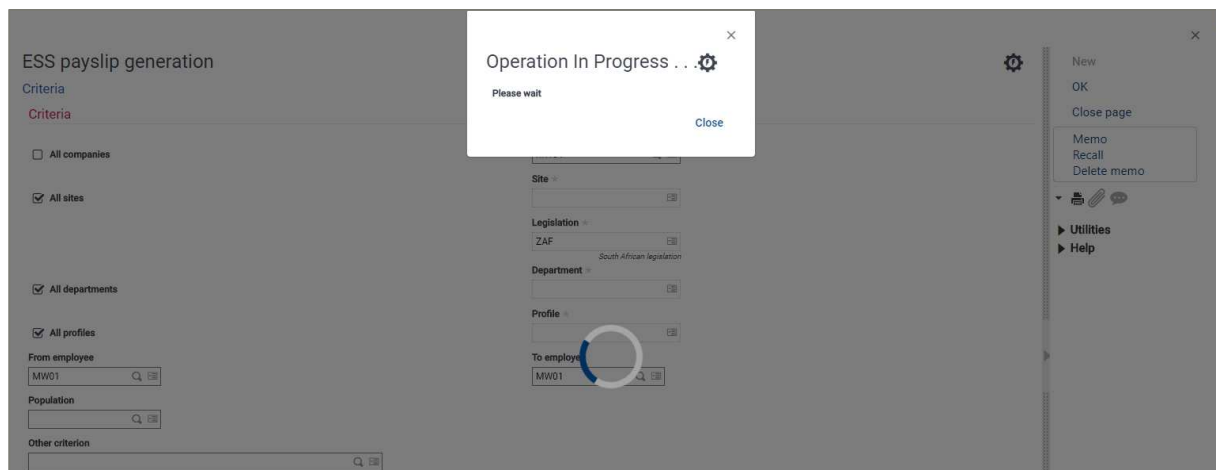 ESS payslip generation
Criteria
Criteria
All companies
All sites
Site *
Legislation *
ZAF
South African legislation
Department *
All departments
Profile *
All profiles
From employee
MW01
To employe
MW01
Population
Other criterion
Operation In Progress . . .
Please wait
Close
New
OK
Close page
Memo
Recall
Delete memo
Utilities
Help